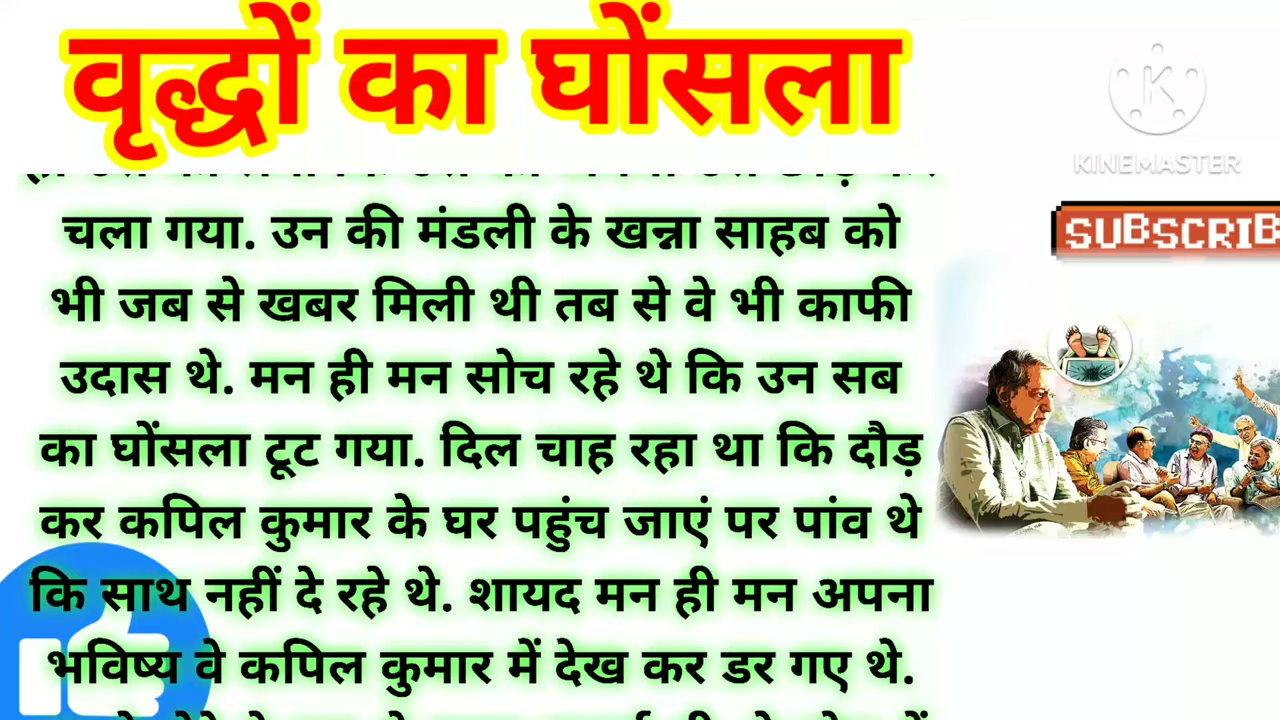 वृद्धों का घोंसला
KINEMASTER
SUBSCRIB
चला गया. उन की मंडली के खन्ना साहब को
भी जब से खबर मिली थी तब से वे भी काफी
उदास थे. मन ही मन सोच रहे थे कि उन सब
का घोंसला टूट गया. दिल चाह रहा था कि दौड़
कर कपिल कुमार के घर पहुंच जाएं पर पांव थे
कि साथ नहीं दे रहे थे. शायद मन ही मन अपना
भविष्य वे कपिल कुमार में देख कर डर गए थे.